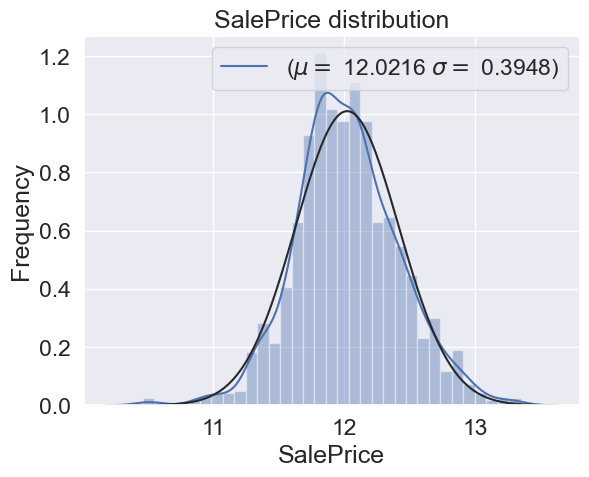 SalePrice distribution
(μ = 12.0216 σ = 0.3948)
1.2
1.0
0.8
0.6
0.4
0.2
0.0
Frequency
11 12 13
SalePrice